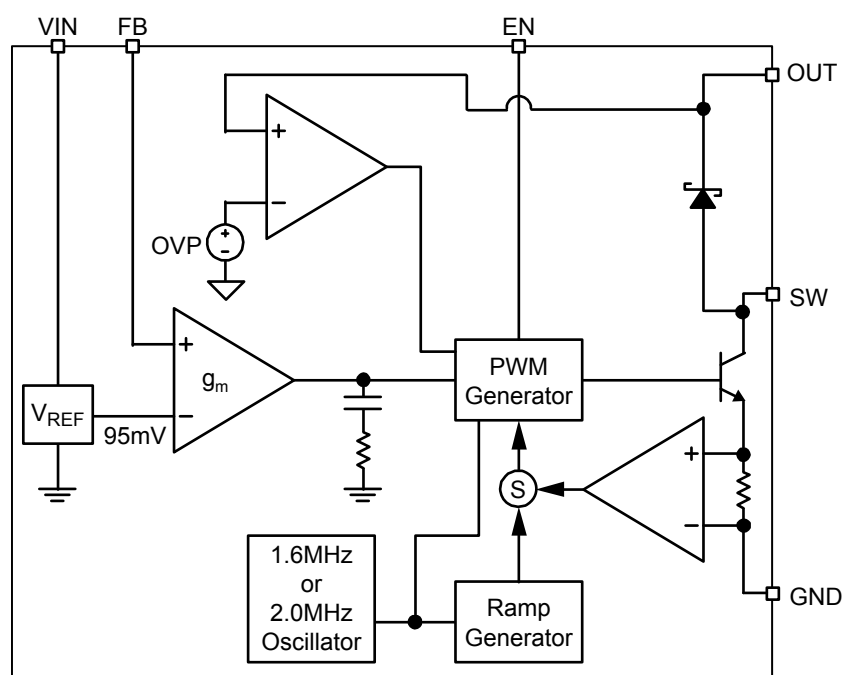 VIN FB EN
OUT
+
−
OVP
+
−
SW
+
gm
−
VREF
95mV
PWM
Generator
+
−
S
1.6MHz
or
2.0MHz
Oscillator
Ramp
Generator
GND